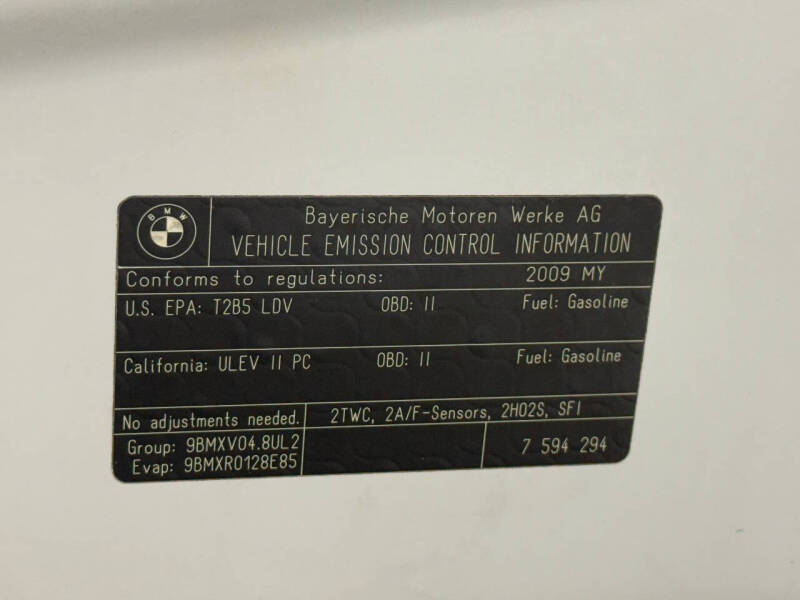 BMW
Bayerische Motoren Werke AG
VEHICLE EMISSION CONTROL INFORMATION
Conforms to regulations: 2009 MY
U.S. EPA: T2B5 LDV OBD: II Fuel: Gasoline
California: ULEV II PC OBD: II Fuel: Gasoline
No adjustments needed. 2TWC, 2A/F-Sensors, 2HO2S, SFI
Group: 9BMXV04.8UL2
Evap: 9BMXR0128E85
7 594 294